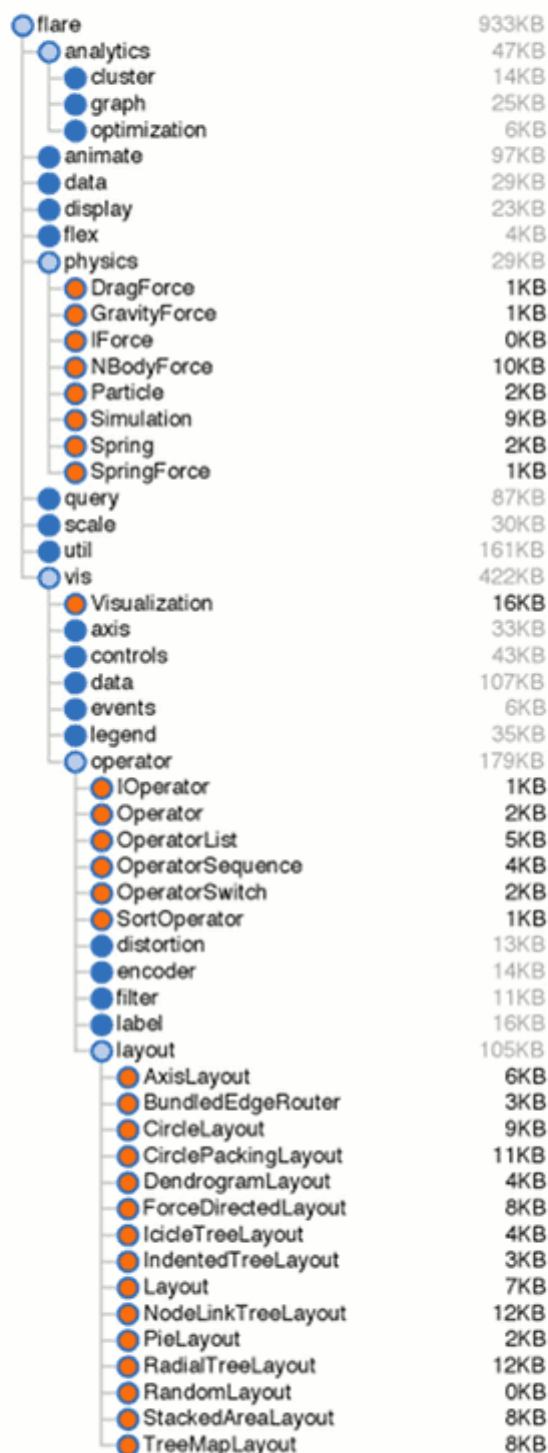 flare 933KB
analytics 47KB
cluster 14KB
graph 25KB
optimization 6KB
animate 97KB
data 29KB
display 23KB
flex 4KB
physics 29KB
DragForce 1KB
GravityForce 1KB
IForce 0KB
NBodyForce 10KB
Particle 2KB
Simulation 9KB
Spring 2KB
SpringForce 1KB
query 87KB
scale 30KB
util 161KB
vis 422KB
Visualization 16KB
axis 33KB
controls 43KB
data 107KB
events 6KB
legend 35KB
operator 179KB
IOperator 1KB
Operator 2KB
OperatorList 5KB
OperatorSequence 4KB
OperatorSwitch 2KB
SortOperator 1KB
distortion 13KB
encoder 14KB
filter 11KB
label 16KB
layout 105KB
AxisLayout 6KB
BundledEdgeRouter 3KB
CircleLayout 9KB
CirclePackingLayout 11KB
DendrogramLayout 4KB
ForceDirectedLayout 8KB
IcicleTreeLayout 4KB
IndentedTreeLayout 3KB
Layout 7KB
NodeLinkTreeLayout 12KB
PieLayout 2KB
RadialTreeLayout 12KB
RandomLayout 0KB
StackedAreaLayout 8KB
TreeMapLayout 8KB